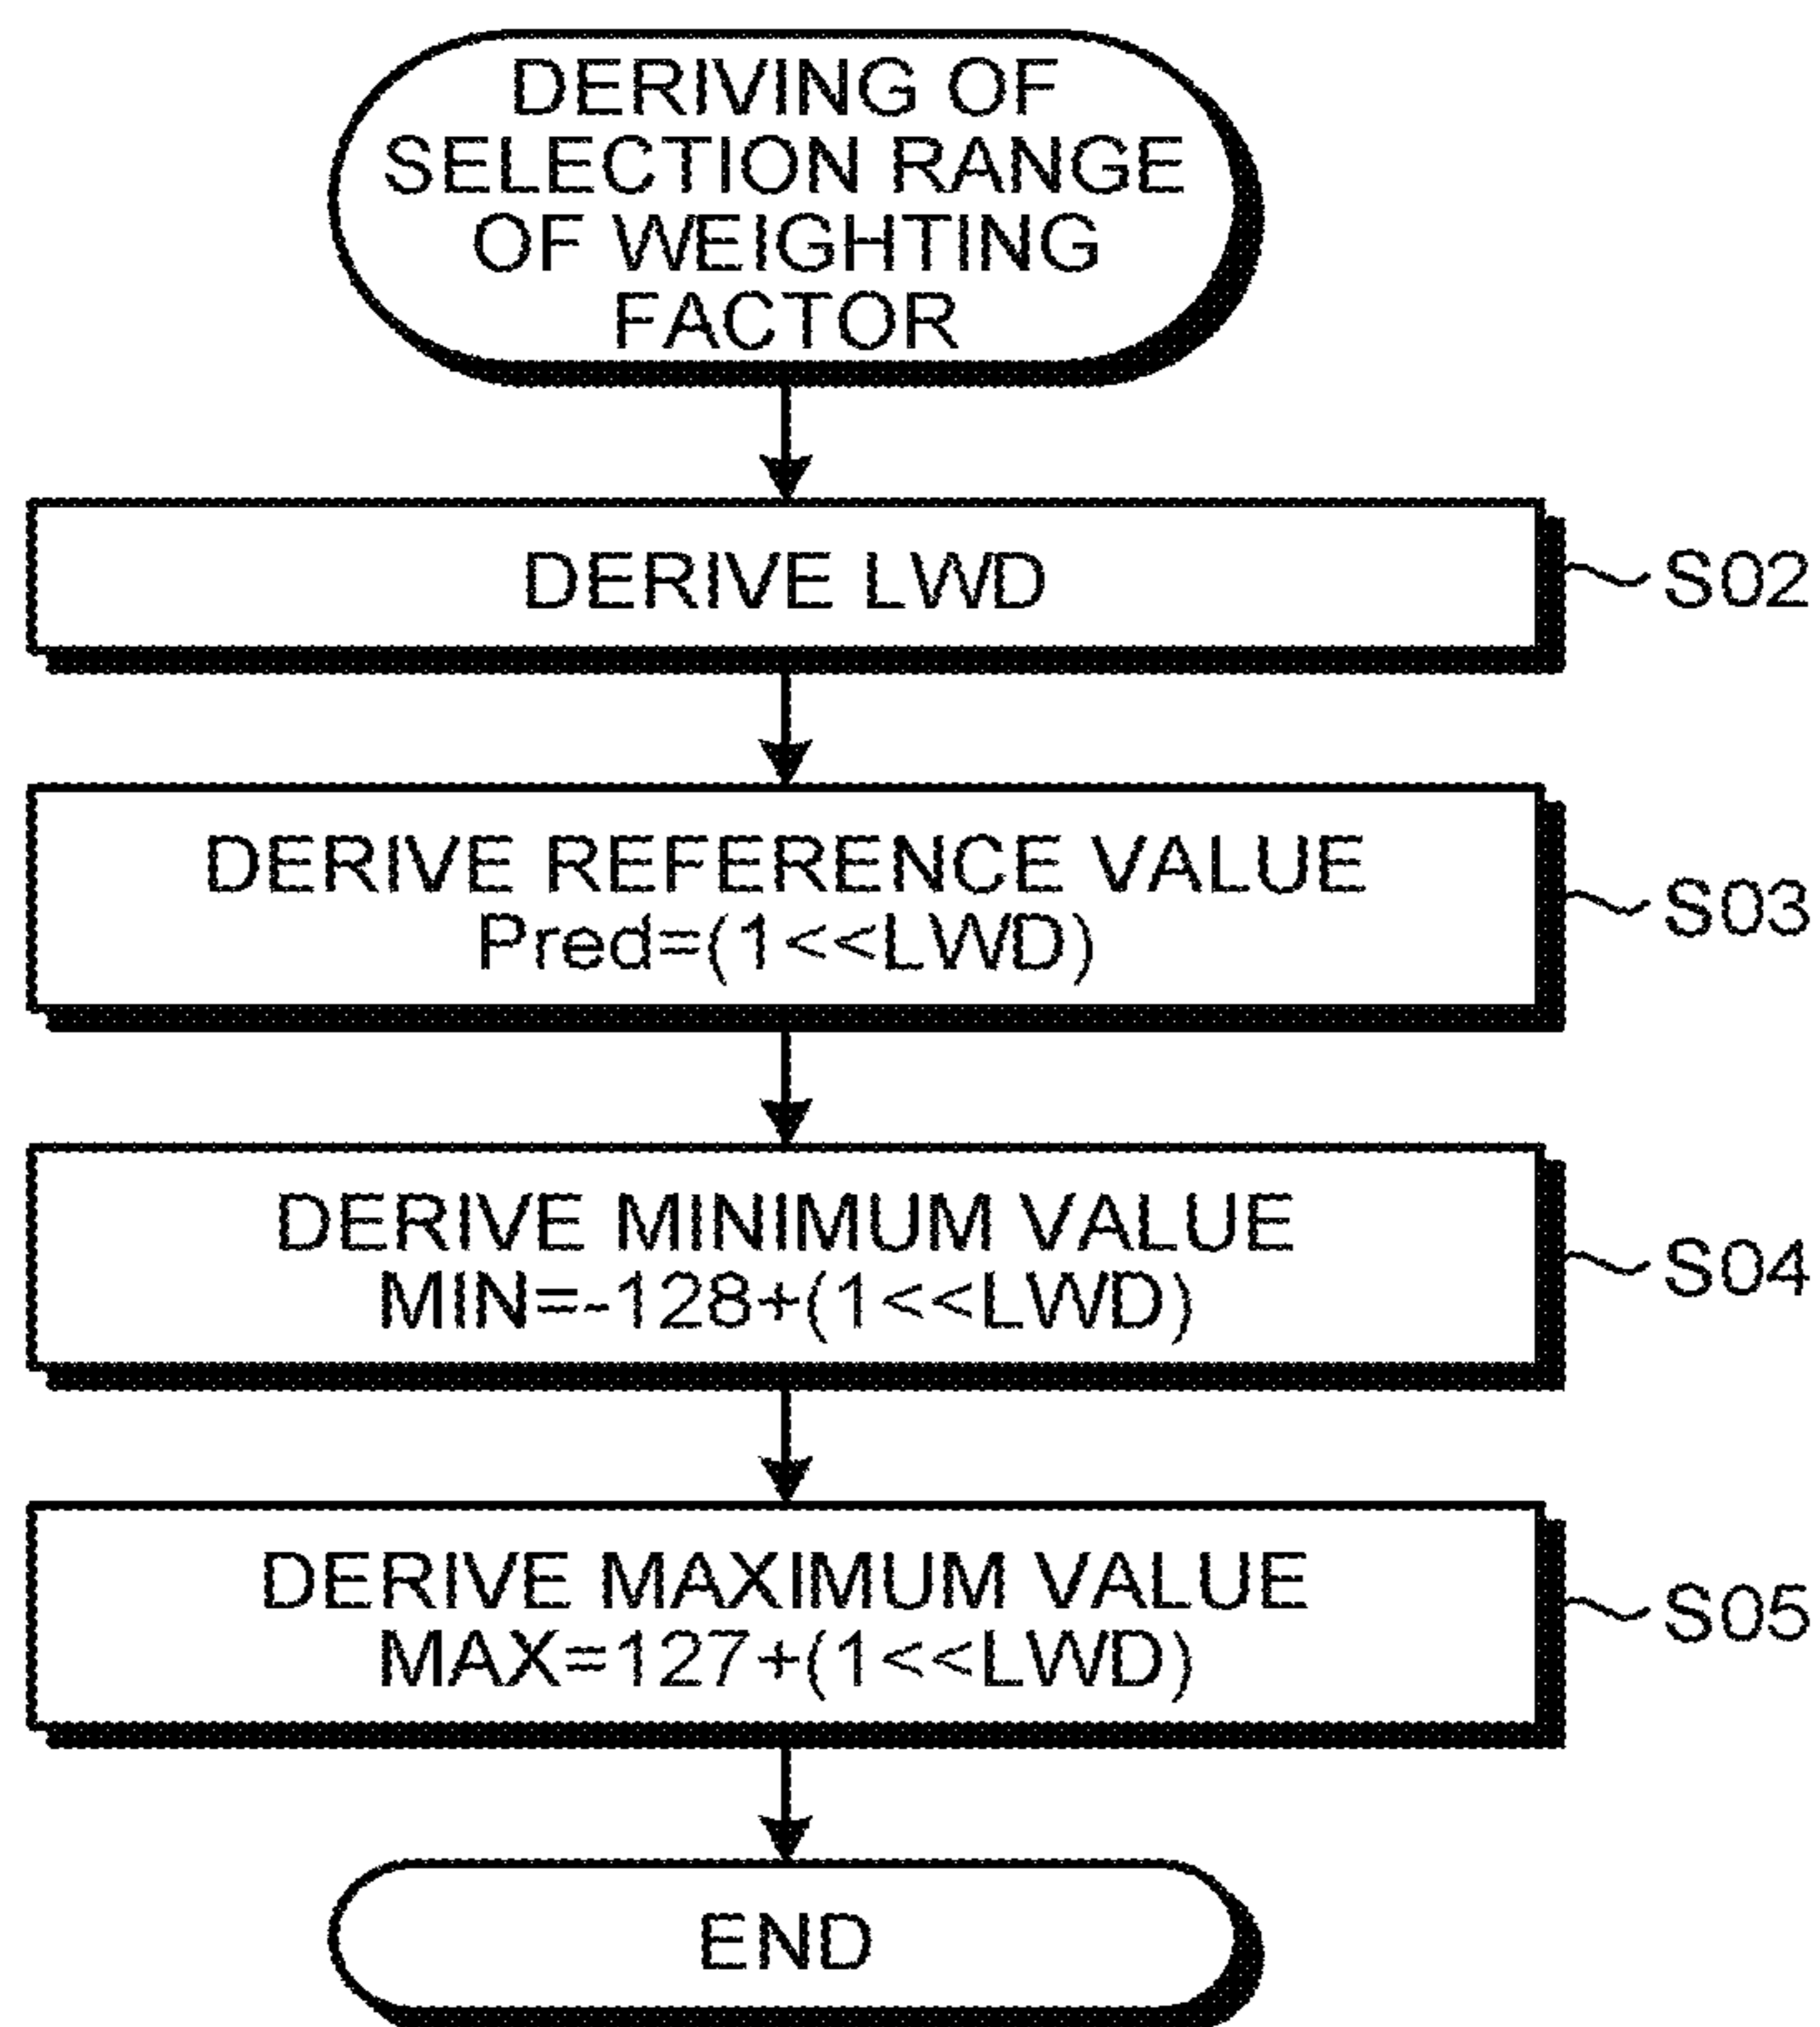 DERIVING OF
SELECTION RANGE
OF WEIGHTING
FACTOR
DERIVE LWD
S02
DERIVE REFERENCE VALUE
Pred=(1<<LWD)
S03
DERIVE MINIMUM VALUE
MIN=-128+(1<<LWD)
S04
DERIVE MAXIMUM VALUE
MAX=127+(1<<LWD)
S05
END